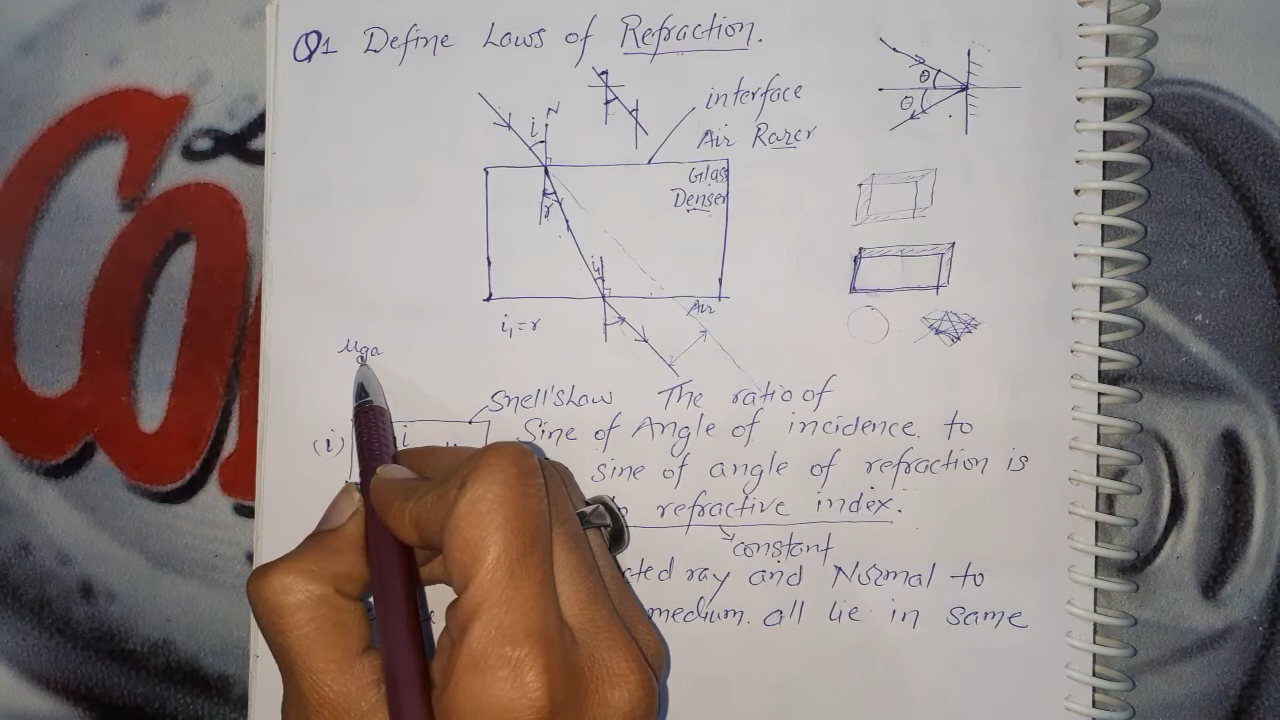 Q1 Define Laws of Refraction.
interface
Air Rarer
Glass
Denser
N
i
r
i₁
Air
i₁=r
θ
θ
μga
Snell's Law The ratio of
(i) i Sine of Angle of incidence. to
sine of angle of refraction is
refractive index.
constant
ray and Normal to
medium. all lie in same